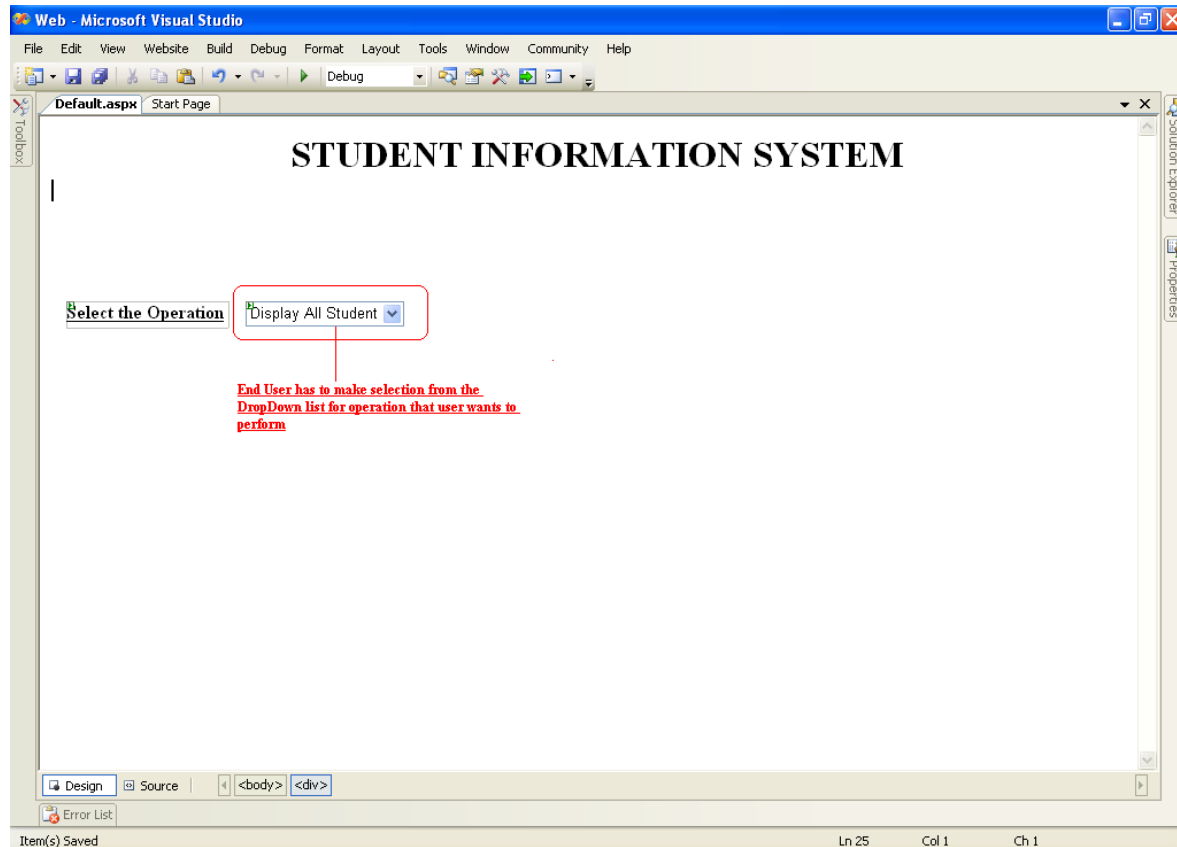 Web - Microsoft Visual Studio
File Edit View Website Build Debug Format Layout Tools Window Community Help
Debug
Default.aspx Start Page
Toolbox
Solution Explorer
Properties
STUDENT INFORMATION SYSTEM
Select the Operation Display All Student
End User has to make selection from the
DropDown list for operation that user wants to
perform
Design Source <body> <div>
Error List
Item(s) Saved Ln 25 Col 1 Ch 1